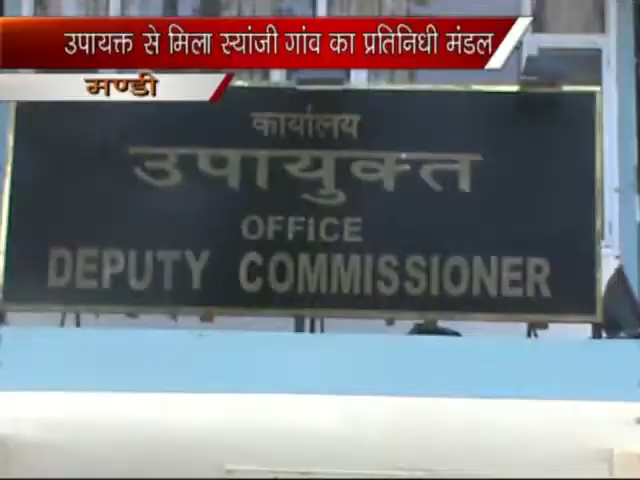 उपायक्त से मिला स्यांजी गांव का प्रतिनिधी मंडल
मण्डी
कार्यालय
उपायुक्त
OFFICE
DEPUTY COMMISSIONER